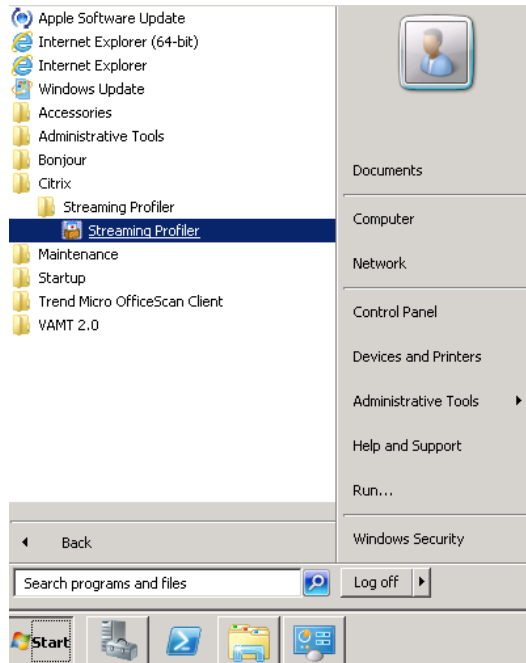 Apple Software Update
Internet Explorer (64-bit)
Internet Explorer
Windows Update
Accessories
Administrative Tools
Bonjour
Citrix
Streaming Profiler
Streaming Profiler
Maintenance
Startup
Trend Micro OfficeScan Client
VAMT 2.0
Back
Search programs and files
Documents
Computer
Network
Control Panel
Devices and Printers
Administrative Tools
Help and Support
Run...
Windows Security
Log off
Start